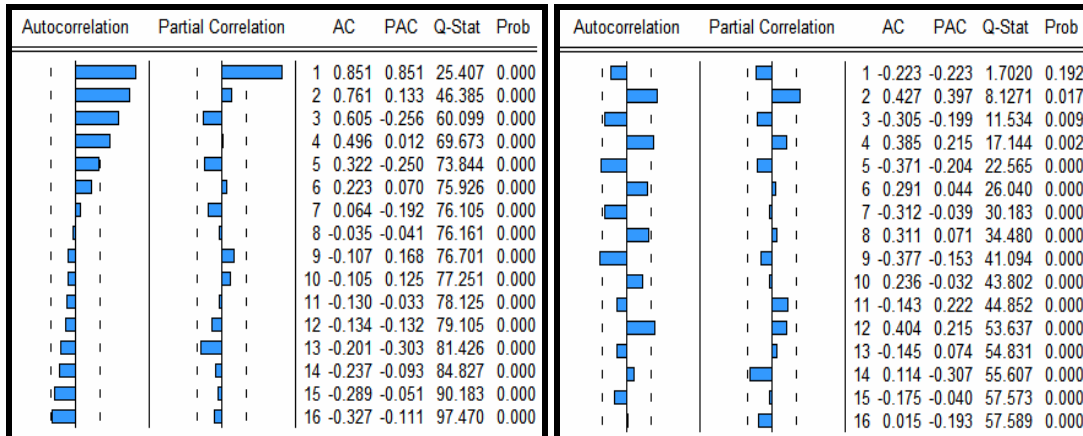 Autocorrelation Partial Correlation AC PAC Q-Stat Prob
1 0.851 0.851 25.407 0.000
2 0.761 0.133 46.385 0.000
3 0.605 -0.256 60.099 0.000
4 0.496 0.012 69.673 0.000
5 0.322 -0.250 73.844 0.000
6 0.223 0.070 75.926 0.000
7 0.064 -0.192 76.105 0.000
8 -0.035 -0.041 76.161 0.000
9 -0.107 0.168 76.701 0.000
10 -0.105 0.125 77.251 0.000
11 -0.130 -0.033 78.125 0.000
12 -0.134 -0.132 79.105 0.000
13 -0.201 -0.303 81.426 0.000
14 -0.237 -0.093 84.827 0.000
15 -0.289 -0.051 90.183 0.000
16 -0.327 -0.111 97.470 0.000
Autocorrelation Partial Correlation AC PAC Q-Stat Prob
1 -0.223 -0.223 1.7020 0.192
2 0.427 0.397 8.1271 0.017
3 -0.305 -0.199 11.534 0.009
4 0.385 0.215 17.144 0.002
5 -0.371 -0.204 22.565 0.000
6 0.291 0.044 26.040 0.000
7 -0.312 -0.039 30.183 0.000
8 0.311 0.071 34.480 0.000
9 -0.377 -0.153 41.094 0.000
10 0.236 -0.032 43.802 0.000
11 -0.143 0.222 44.852 0.000
12 0.404 0.215 53.637 0.000
13 -0.145 0.074 54.831 0.000
14 0.114 -0.307 55.607 0.000
15 -0.175 -0.040 57.573 0.000
16 0.015 -0.193 57.589 0.000